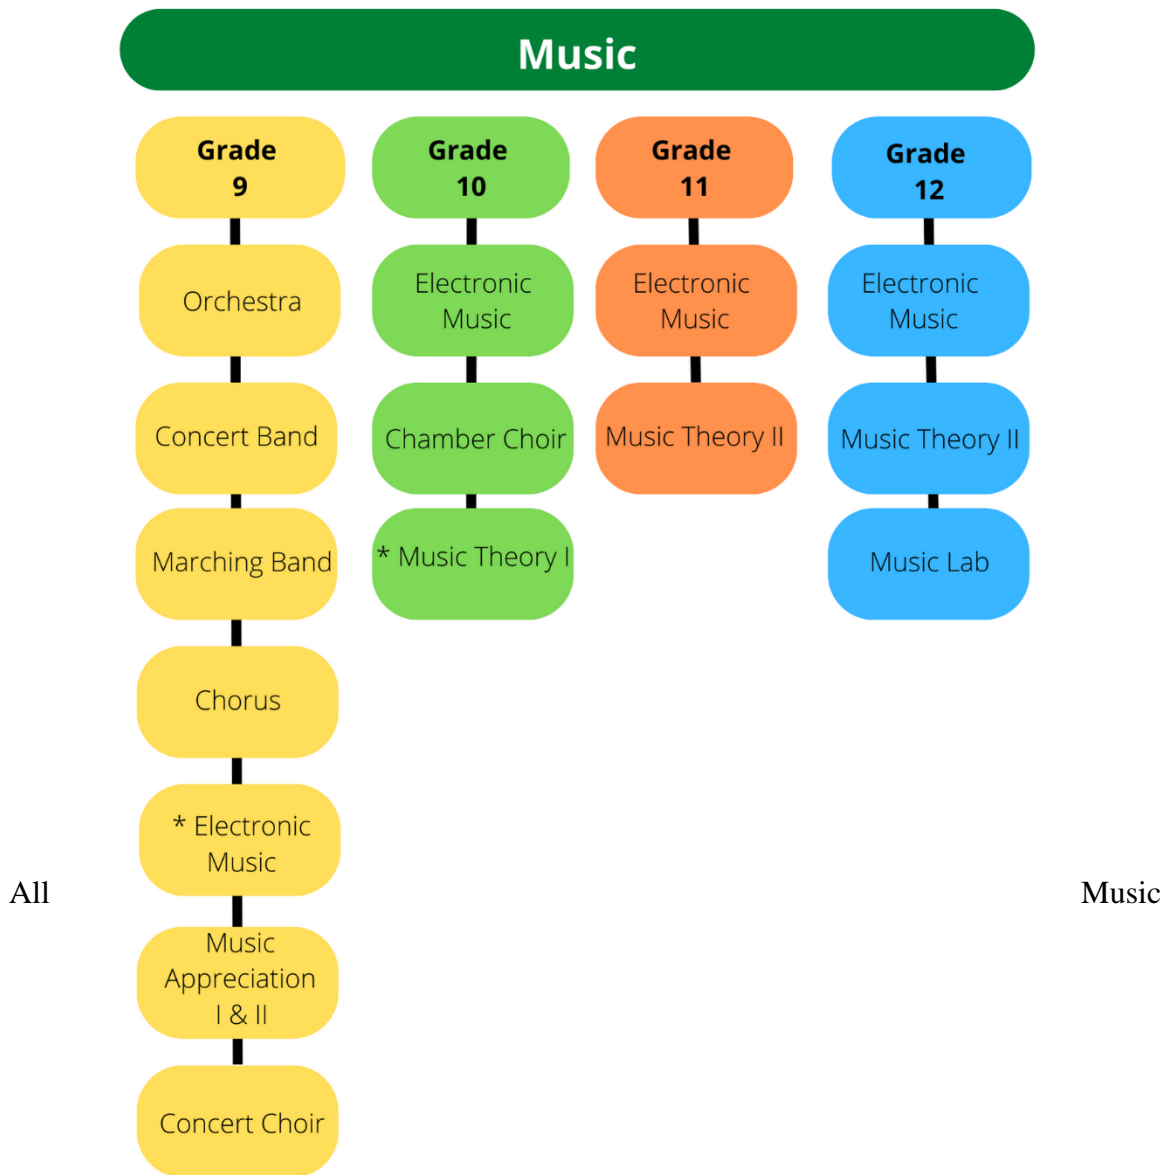 Music
Grade
9
Orchestra
Concert Band
Marching Band
Chorus
* Electronic
Music
Music
Appreciation
I & II
Concert Choir
Grade
10
Electronic
Music
Chamber Choir
* Music Theory I
Grade
11
Electronic
Music
Music Theory II
Grade
12
Electronic
Music
Music Theory II
Music Lab
All Music